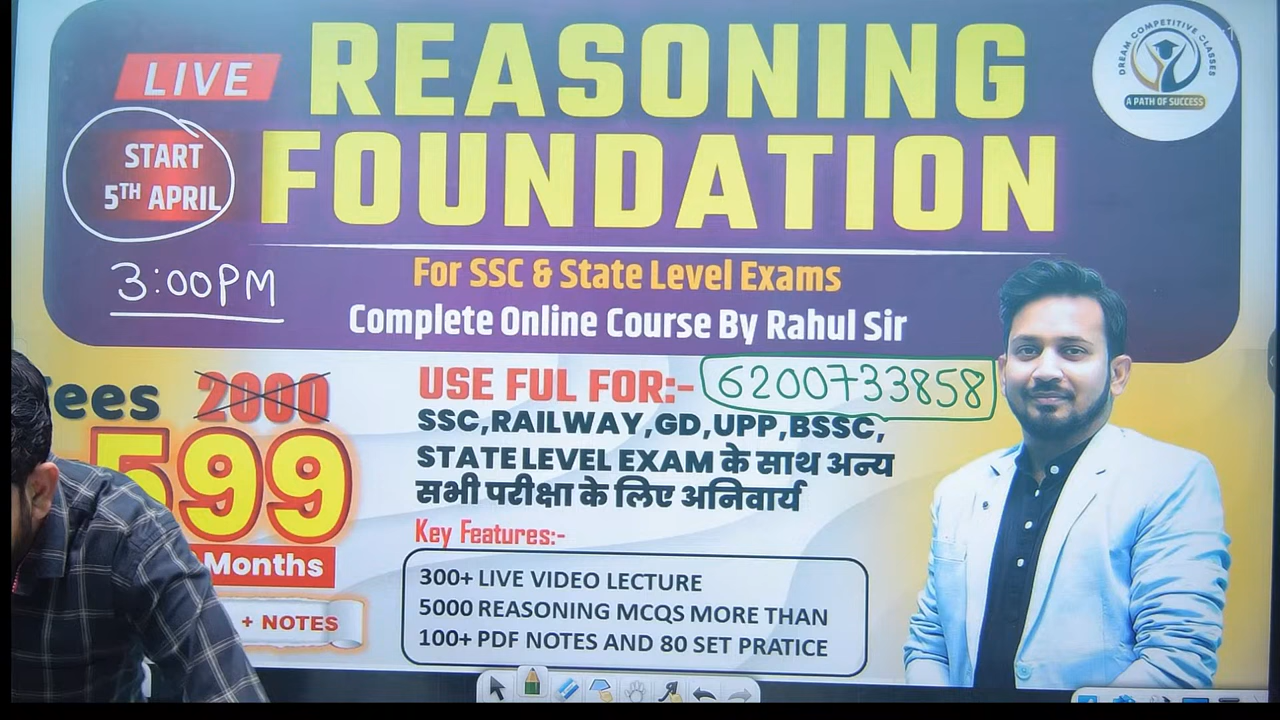 LIVE
REASONING
FOUNDATION
START
5TH APRIL
3:00PM
DREAM COMPETITIVE CLASSES
A PATH OF SUCCESS
For SSC & State Level Exams
Complete Online Course By Rahul Sir
2000
599
Months
+ NOTES
USE FUL FOR:- 6200733858
SSC,RAILWAY,GD,UPP,BSSC,
STATE LEVEL EXAM के साथ अन्य
सभी परीक्षा के लिए अनिवार्य
Key Features:-
300+ LIVE VIDEO LECTURE
5000 REASONING MCQS MORE THAN
100+ PDF NOTES AND 80 SET PRATICE